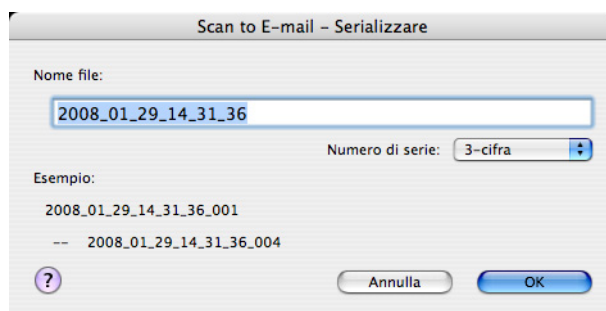 Scan to E-mail – Serializzare
Nome file:
2008_01_29_14_31_36
Numero di serie: 3-cifra
Esempio:
2008_01_29_14_31_36_001
-- 2008_01_29_14_31_36_004
? Annulla OK